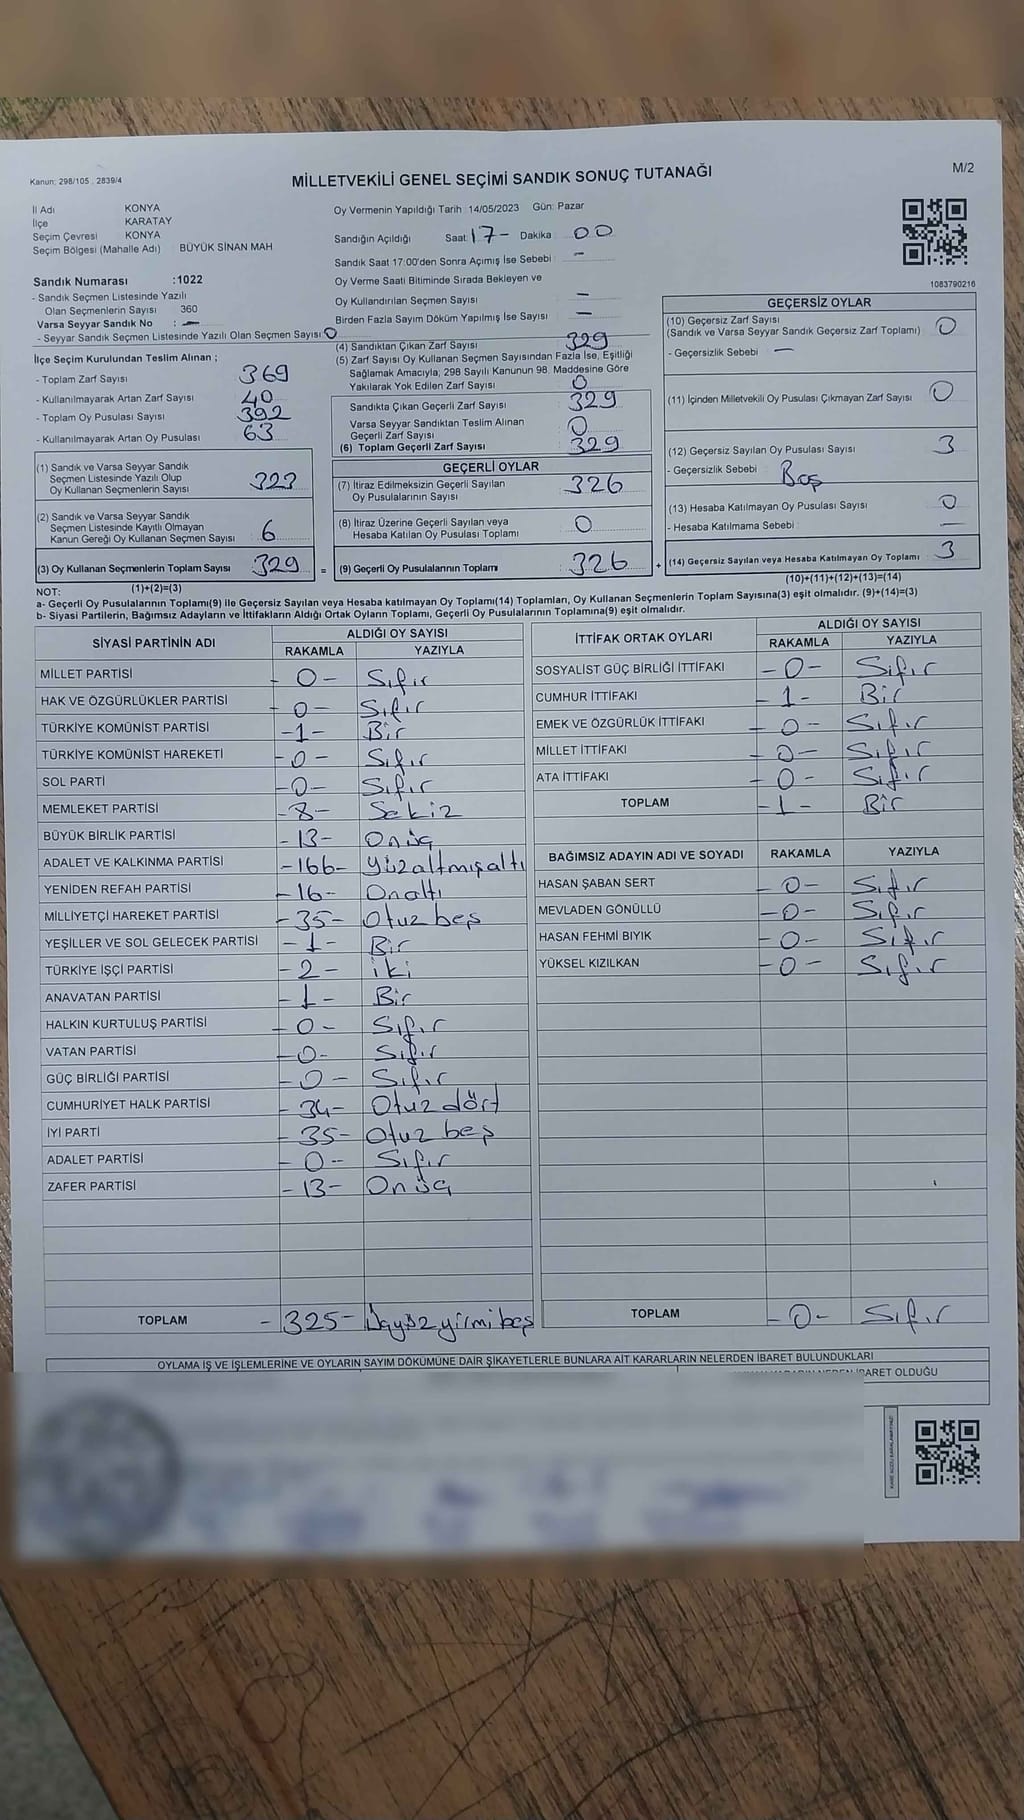 Kanun: 298/105 . 2839/4
MİLLETVEKİLİ GENEL SEÇİMİ SANDIK SONUÇ TUTANAĞI
M/2
İl Adı KONYA
İlçe KARATAY
Seçim Çevresi KONYA
Seçim Bölgesi (Mahalle Adı) BÜYÜK SİNAN MAH
Sandık Numarası :1022
- Sandık Seçmen Listesinde Yazılı
Olan Seçmenlerin Sayısı 360
Varsa Seyyar Sandık No : —
- Seyyar Sandık Seçmen Listesinde Yazılı Olan Seçmen Sayısı: 0
İlçe Seçim Kurulundan Teslim Alınan ;
- Toplam Zarf Sayısı 369
- Kullanılmayarak Artan Zarf Sayısı 40
- Toplam Oy Pusulası Sayısı 392
- Kullanılmayarak Artan Oy Pusulası 63
(1) Sandık ve Varsa Seyyar Sandık
Seçmen Listesinde Yazılı Olup
Oy Kullanan Seçmenlerin Sayısı 323
(2) Sandık ve Varsa Seyyar Sandık
Seçmen Listesinde Kayıtlı Olmayan
Kanun Gereği Oy Kullanan Seçmen Sayısı 6
(3) Oy Kullanan Seçmenlerin Toplam Sayısı 329 =
(1)+(2)=(3)
Oy Vermenin Yapıldığı Tarih :14/05/2023 Gün: Pazar
Sandığın Açıldığı Saat: 17 - Dakika : 00
Sandık Saat 17:00'den Sonra Açımış İse Sebebi : —
Oy Verme Saati Bitiminde Sırada Bekleyen ve
Oy Kullandırılan Seçmen Sayısı —
Birden Fazla Sayım Döküm Yapılmış İse Sayısı : —
(4) Sandıktan Çıkan Zarf Sayısı 329
(5) Zarf Sayısı Oy Kullanan Seçmen Sayısından Fazla İse, Eşitliği
Sağlamak Amacıyla; 298 Sayılı Kanunun 98. Maddesine Göre
Yakılarak Yok Edilen Zarf Sayısı 0
Sandıkta Çıkan Geçerli Zarf Sayısı 329
Varsa Seyyar Sandıktan Teslim Alınan
Geçerli Zarf Sayısı 0
(6) Toplam Geçerli Zarf Sayısı 329
GEÇERLİ OYLAR
(7) İtiraz Edilmeksizin Geçerli Sayılan
Oy Pusulalarının Sayısı 326
(8) İtiraz Üzerine Geçerli Sayılan veya
Hesaba Katılan Oy Pusulası Toplamı 0
(9) Geçerli Oy Pusulalarının Toplamı 326 +
1083790216
GEÇERSİZ OYLAR
(10) Geçersiz Zarf Sayısı
(Sandık ve Varsa Seyyar Sandık Geçersiz Zarf Toplamı) 0
- Geçersizlik Sebebi : —
(11) İçinden Milletvekili Oy Pusulası Çıkmayan Zarf Sayısı 0
(12) Geçersiz Sayılan Oy Pusulası Sayısı 3
- Geçersizlik Sebebi : Boş
(13) Hesaba Katılmayan Oy Pusulası Sayısı 0
- Hesaba Katılmama Sebebi : —
(14) Geçersiz Sayılan veya Hesaba Katılmayan Oy Toplamı 3
(10)+(11)+(12)+(13)=(14)
NOT:
a- Geçerli Oy Pusulalarının Toplamı(9) ile Geçersiz Sayılan veya Hesaba katılmayan Oy Toplamı(14) Toplamları, Oy Kullanan Seçmenlerin Toplam Sayısına(3) eşit olmalıdır. (9)+(14)=(3)
b- Siyasi Partilerin, Bağımsız Adayların ve İttifakların Aldığı Ortak Oyların Toplamı, Geçerli Oy Pusulalarının Toplamına(9) eşit olmalıdır.
SİYASİ PARTİNİN ADI ALDIĞI OY SAYISI
RAKAMLA YAZIYLA
MİLLET PARTİSİ - 0 - Sıfır
HAK VE ÖZGÜRLÜKLER PARTİSİ - 0 - Sıfır
TÜRKİYE KOMÜNİST PARTİSİ -1- Bir
TÜRKİYE KOMÜNİST HAREKETİ -0- Sıfır
SOL PARTİ -0- Sıfır
MEMLEKET PARTİSİ -8- Sekiz
BÜYÜK BİRLİK PARTİSİ -13- Onüç
ADALET VE KALKINMA PARTİSİ -166- Yüzaltmışaltı
YENİDEN REFAH PARTİSİ -16- Onaltı
MİLLİYETÇİ HAREKET PARTİSİ -35- Otuz beş
YEŞİLLER VE SOL GELECEK PARTİSİ -1- Bir
TÜRKİYE İŞÇİ PARTİSİ -2- iki
ANAVATAN PARTİSİ -1- Bir
HALKIN KURTULUŞ PARTİSİ -0- Sıfır
VATAN PARTİSİ -0- Sıfır
GÜÇ BİRLİĞİ PARTİSİ -0- Sıfır
CUMHURİYET HALK PARTİSİ -34- Otuz dört
İYİ PARTİ -35- Otuz beş
ADALET PARTİSİ -0- Sıfır
ZAFER PARTİSİ -13- Onüç
TOPLAM -325- Üçyüzyirmibeş
İTTİFAK ORTAK OYLARI ALDIĞI OY SAYISI
RAKAMLA YAZIYLA
SOSYALİST GÜÇ BİRLİĞİ İTTİFAKI -0- Sıfır
CUMHUR İTTİFAKI -1- Bir
EMEK VE ÖZGÜRLÜK İTTİFAKI -0- Sıfır
MİLLET İTTİFAKI -0- Sıfır
ATA İTTİFAKI -0- Sıfır
TOPLAM -1- Bir
BAĞIMSIZ ADAYIN ADI VE SOYADI RAKAMLA YAZIYLA
HASAN ŞABAN SERT -0- Sıfır
MEVLADEN GÖNÜLLÜ -0- Sıfır
HASAN FEHMİ BIYIK -0- Sıfır
YÜKSEL KIZILKAN -0- Sıfır
TOPLAM -0- Sıfır
OYLAMA İŞ VE İŞLEMLERİNE VE OYLARIN SAYIM DÖKÜMÜNE DAİR ŞİKAYETLERLE BUNLARA AİT KARARLARIN NELERDEN İBARET BULUNDUKLARI
İBARET OLDUĞU